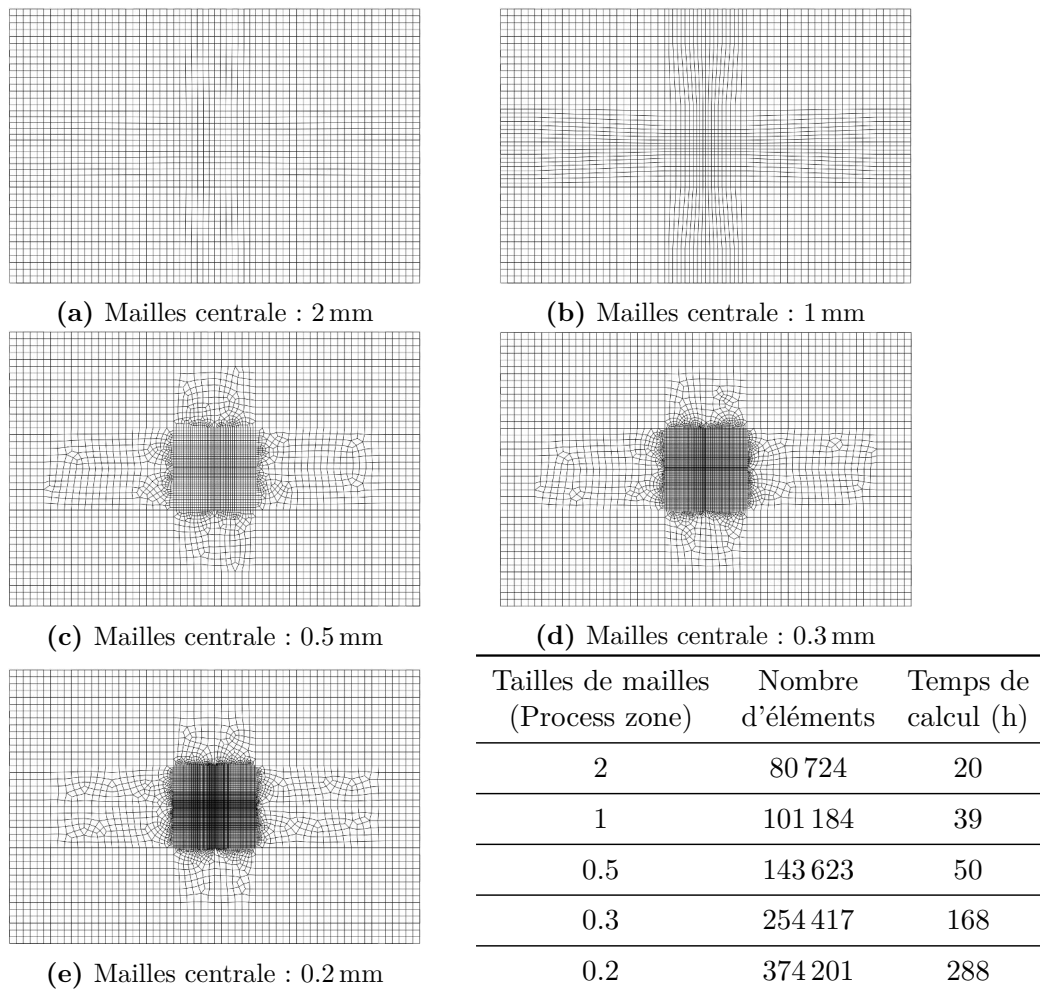 (a) Mailles centrale : 2 mm
(b) Mailles centrale : 1 mm
(c) Mailles centrale : 0.5 mm
(d) Mailles centrale : 0.3 mm
(e) Mailles centrale : 0.2 mm
Tailles de mailles Nombre Temps de
(Process zone) d'éléments calcul (h)
2 80 724 20
1 101 184 39
0.5 143 623 50
0.3 254 417 168
0.2 374 201 288